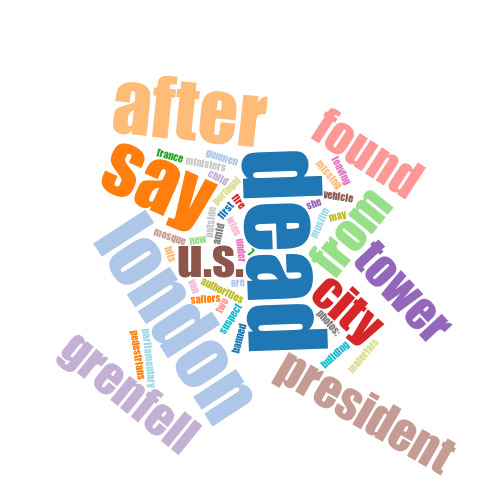 after
found
say
dead
france
ministers
gunmen
child
portugal
leaving
missing
vehicle
she
from
first
fire
outside
amid
muslim
may
mosque
new
wins
under
hits
u.s.
london
tower
city
van
authorities
are
sailors
two
suspect
banned
photos:
building
materials
parliamentary
pedestrians
grenfell
president